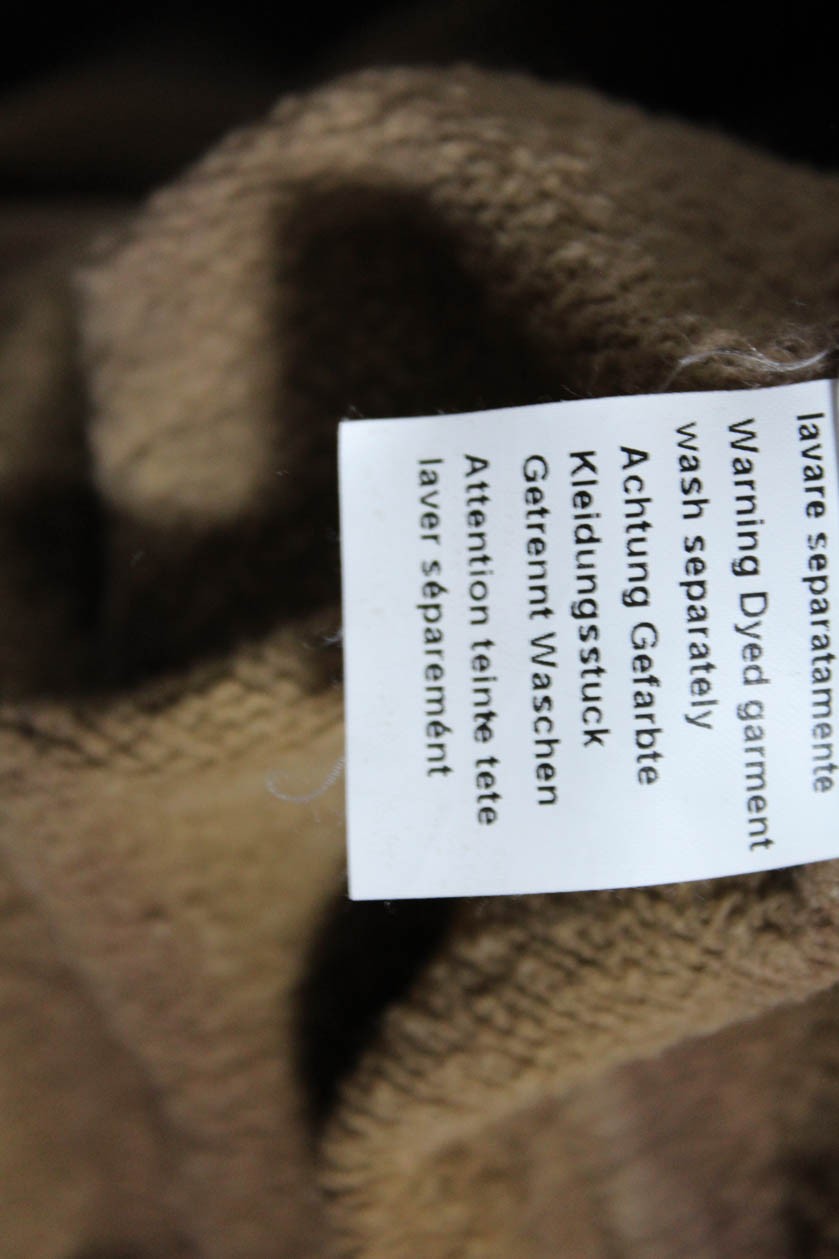 lavare separatamente
Warning Dyed garment
wash separately
Achtung Gefarbte
Kleidungsstuck
Getrennt Waschen
Attention teinte tete
laver séparemént